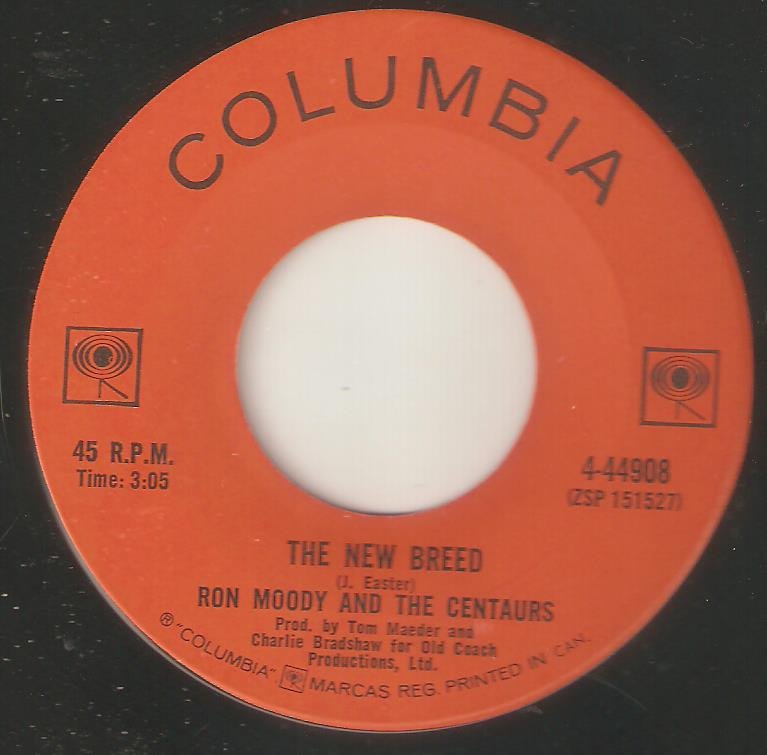 COLUMBIA
45 R.P.M.
Time: 3:05
4-44908
(ZSP 151527)
THE NEW BREED
(J. Easter)
RON MOODY AND THE CENTAURS
Prod. by Tom Maeder and
Charlie Bradshaw for Old Coach
Productions, Ltd.
® "COLUMBIA", MARCAS REG. PRINTED IN CAN.